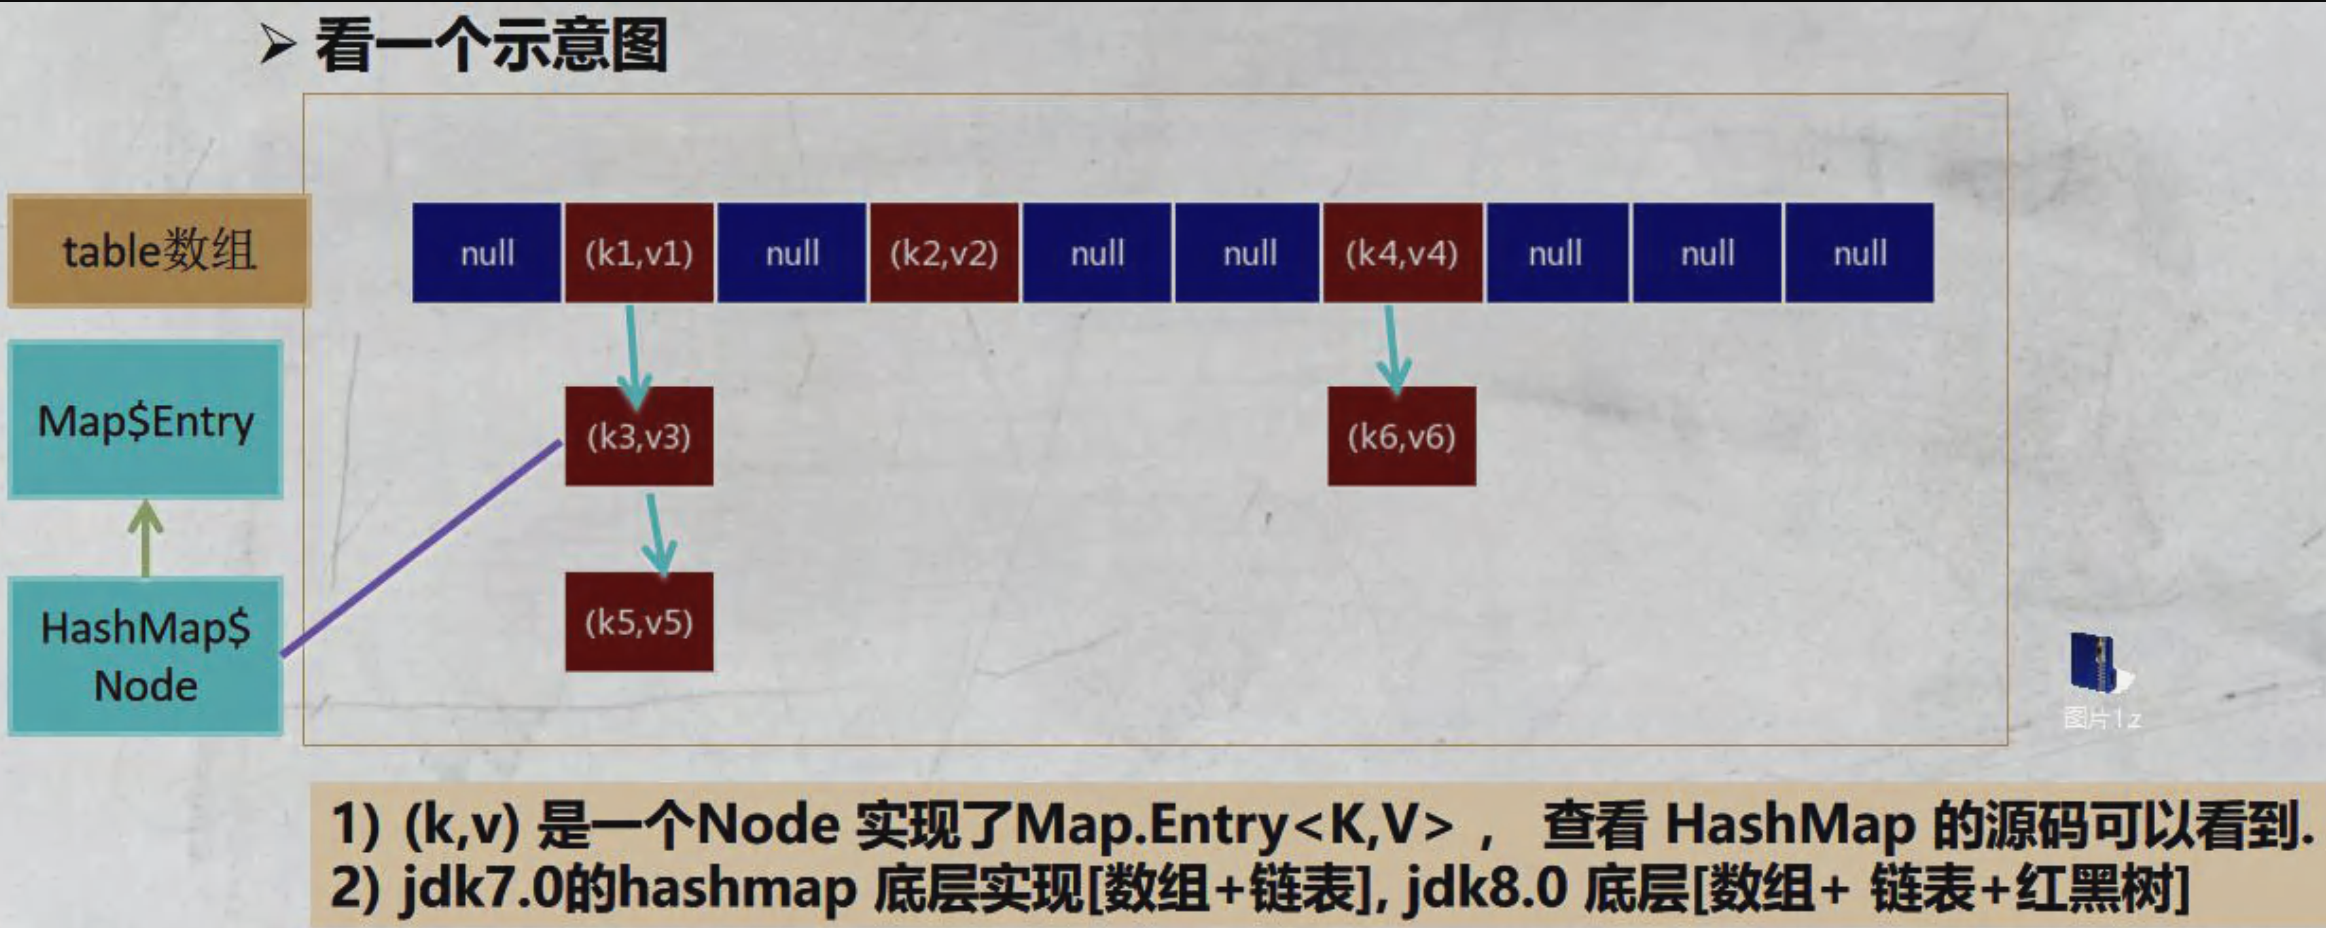 ➢ 看一个示意图
table数组
null
(k1,v1)
null
(k2,v2)
null
null
(k4,v4)
null
null
null
Map$Entry
(k3,v3)
(k6,v6)
HashMap$
Node
(k5,v5)
图片1.z
1) (k,v) 是一个Node 实现了Map.Entry<K,V> ， 查看 HashMap 的源码可以看到.
2) jdk7.0的hashmap 底层实现[数组+链表], jdk8.0 底层[数组+ 链表+红黑树]